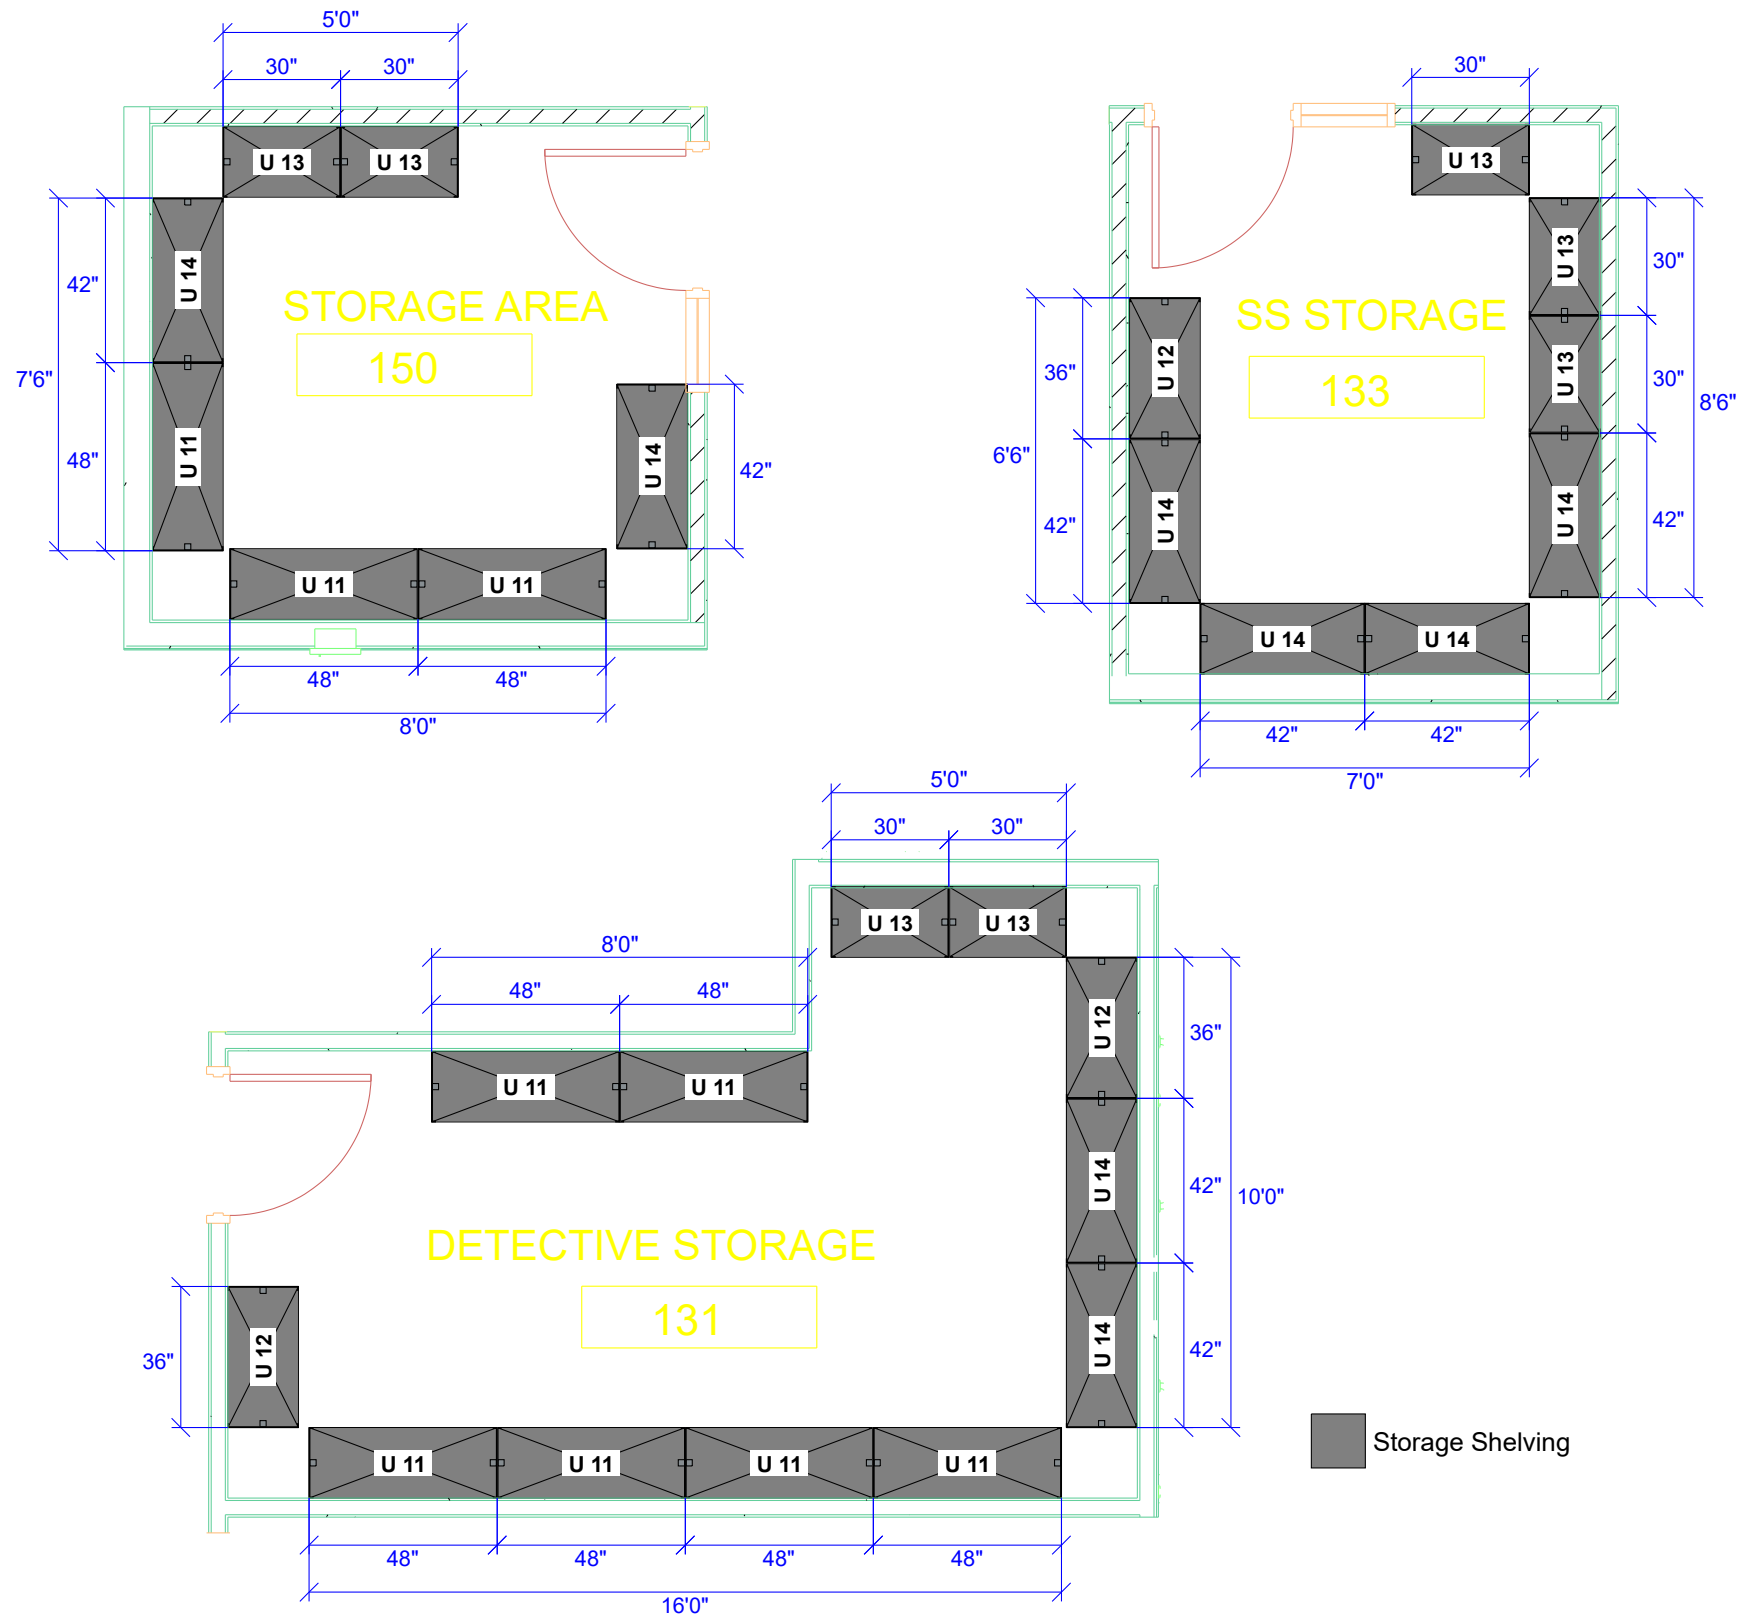 5'0"
30" 30"
U 13 U 13
U 14
42"
7'6"
48"
U 11
STORAGE AREA
150
U 14
42"
U 11 U 11
48" 48"
8'0"
30"
U 13
U 13
30"
U 13
30"
8'6"
U 14
42"
SS STORAGE
133
U 12
36"
6'6"
U 14
42"
U 14 U 14
42" 42"
7'0"
5'0"
30" 30"
U 13 U 13
8'0"
48" 48"
U 11 U 11
U 12
36"
U 14
42"
10'0"
U 14
42"
DETECTIVE STORAGE
131
36"
U 12
U 11 U 11 U 11 U 11
48" 48" 48" 48"
16'0"
Storage Shelving